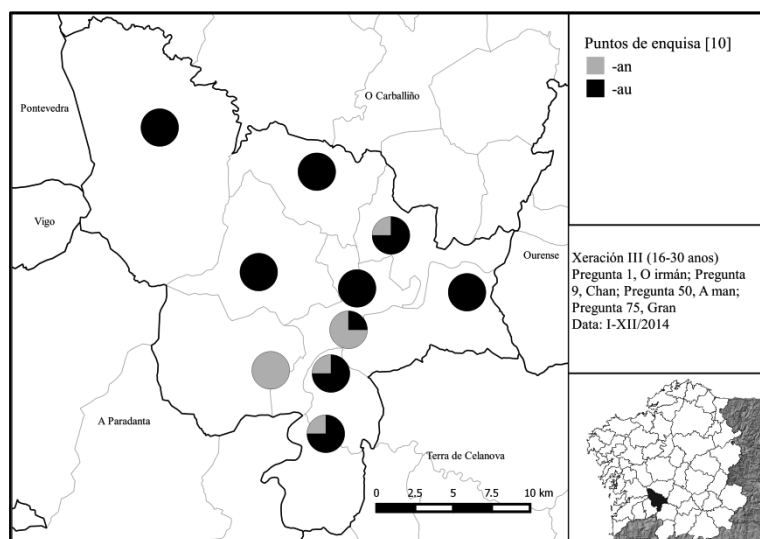 Pontevedra
O Carballiño
Vigo
Ourense
A Paradanta
Terra de Celanova
0 2,5 5 7,5 10 km
Puntos de enquisa [10]
-an
-au
Xeración III (16-30 anos)
Pregunta 1, O irmán; Pregunta
9, Chan; Pregunta 50, A man;
Pregunta 75, Gran
Data: I-XII/2014